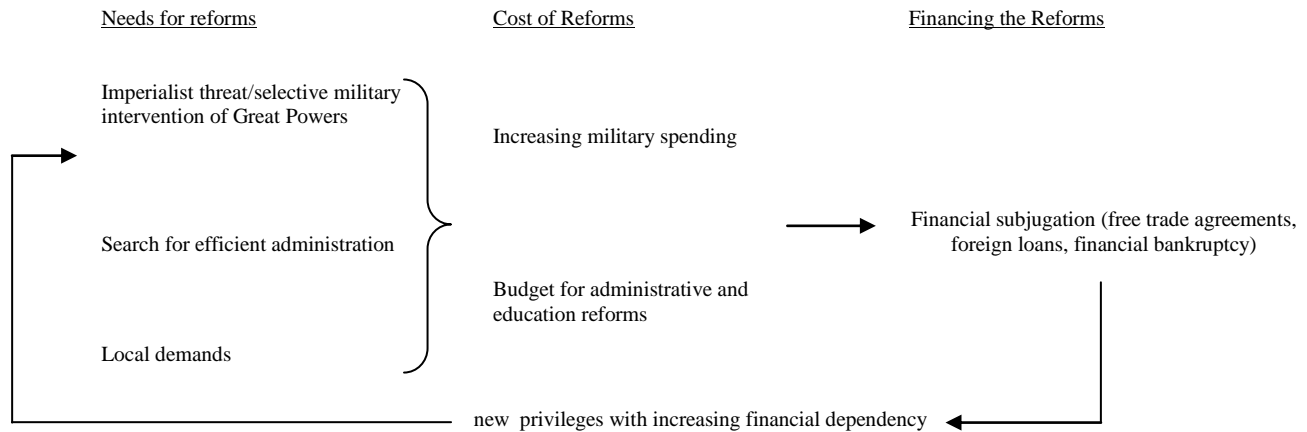 Needs for reforms
Cost of Reforms
Financing the Reforms
Imperialist threat/selective military
intervention of Great Powers
Increasing military spending
Search for efficient administration
Financial subjugation (free trade agreements,
foreign loans, financial bankruptcy)
Budget for administrative and
education reforms
Local demands
new privileges with increasing financial dependency